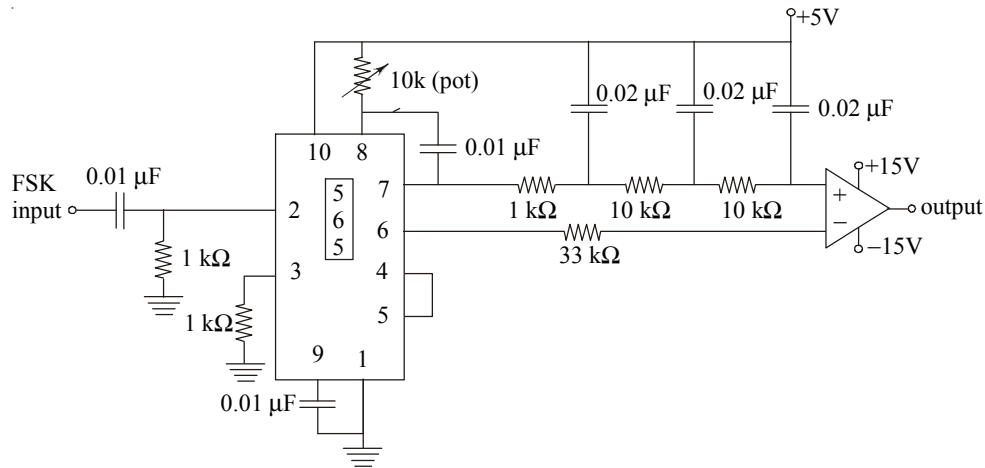 +5V
10k (pot)
0.02 µF
0.02 µF
0.02 µF
10
8
0.01 µF
FSK
input
0.01 µF
7
5
6
5
2
1 kΩ
10 kΩ
10 kΩ
+15V
+
−
output
−15V
6
33 kΩ
1 kΩ
3
4
5
1 kΩ
9
1
0.01 µF